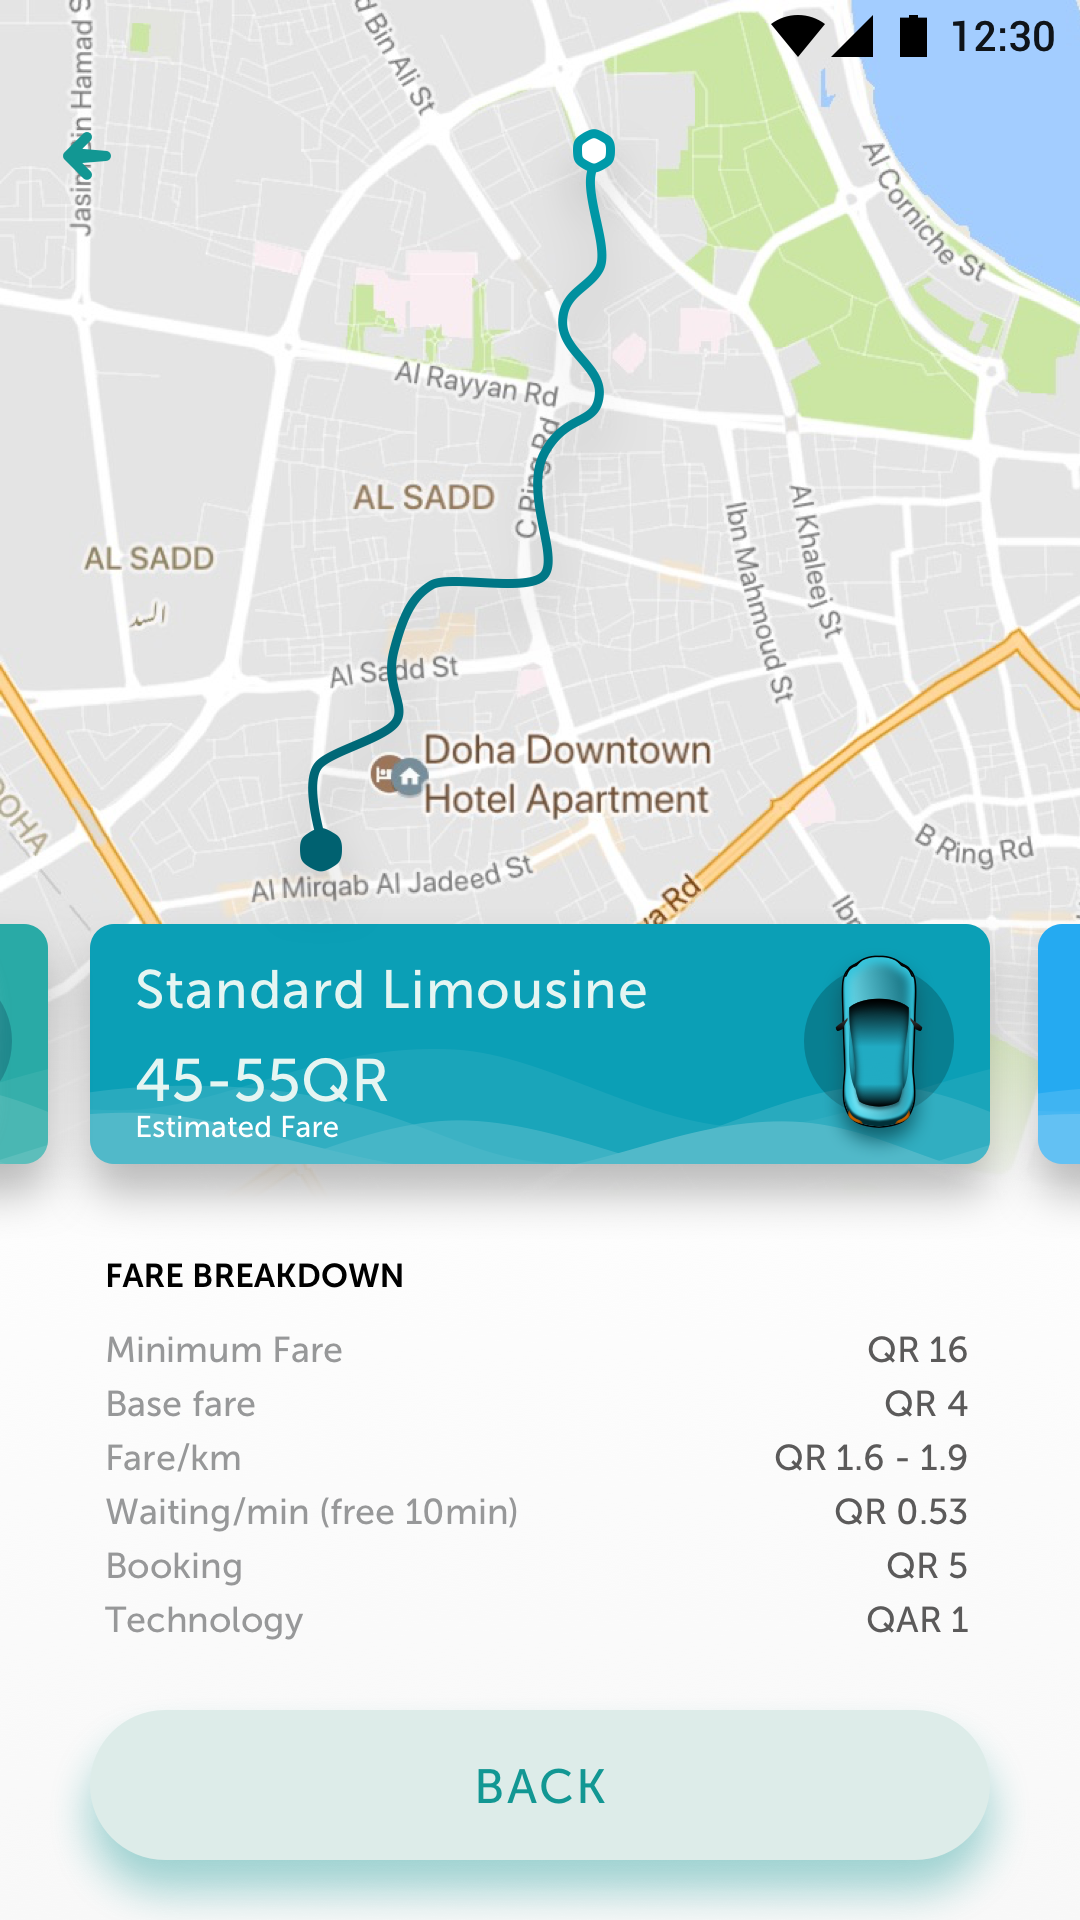 12:30
Jasim Bin Hamad S
d Bin Ali St
Al Corniche St
Al Rayyan Rd
C Ring Rd
AL SADD
AL SADD
السد
Ibn Mahmoud St
Al Khaleej St
Al Sadd St
Doha Downtown
Hotel Apartment
DOHA
B Ring Rd
Al Mirqab Al Jadeed St
wa Rd
Ibn
Standard Limousine
45-55QR
Estimated Fare
FARE BREAKDOWN
Minimum Fare QR 16
Base fare QR 4
Fare/km QR 1.6 - 1.9
Waiting/min (free 10min) QR 0.53
Booking QR 5
Technology QAR 1
BACK